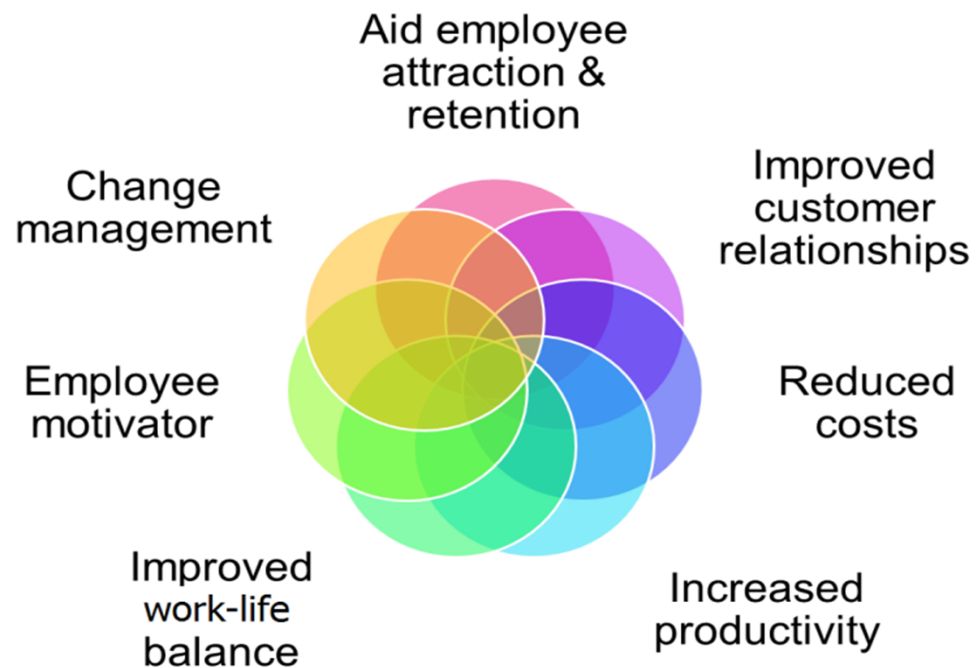 Aid employee
attraction &
retention
Improved
customer
relationships
Reduced
costs
Increased
productivity
Improved
work-life
balance
Employee
motivator
Change
management